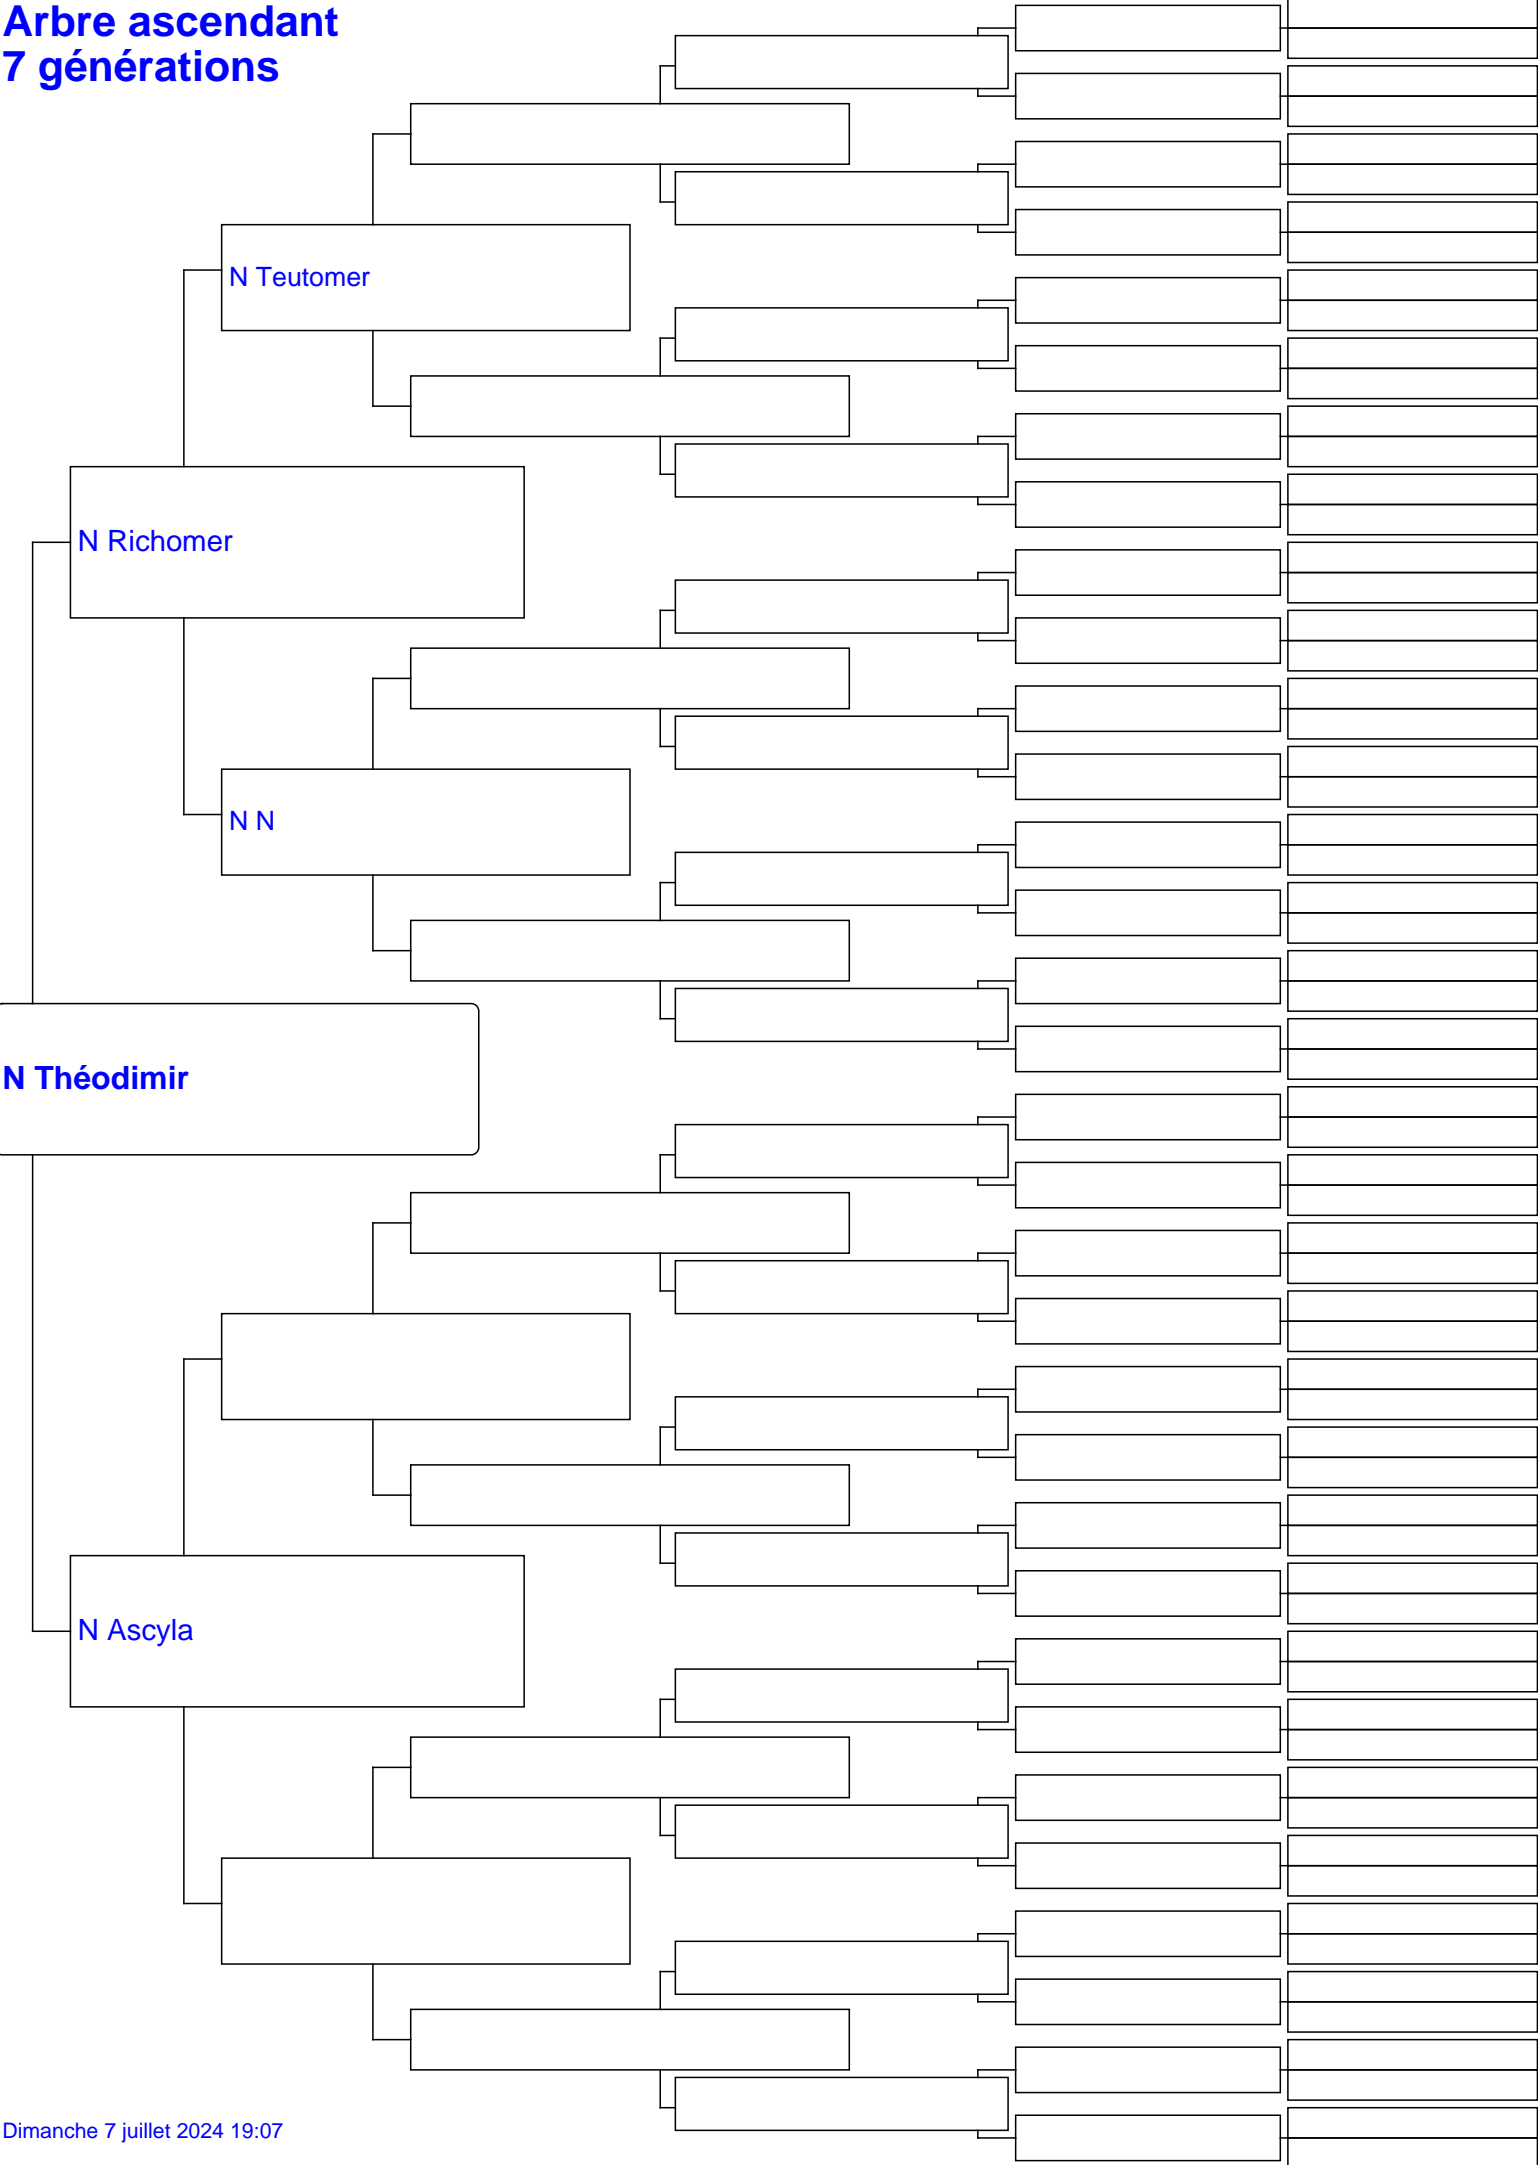 Arbre ascendant
7 générations
N Teutomer
N Richomer
N N
N Théodimir
N Ascyla
Dimanche 7 juillet 2024 19:07